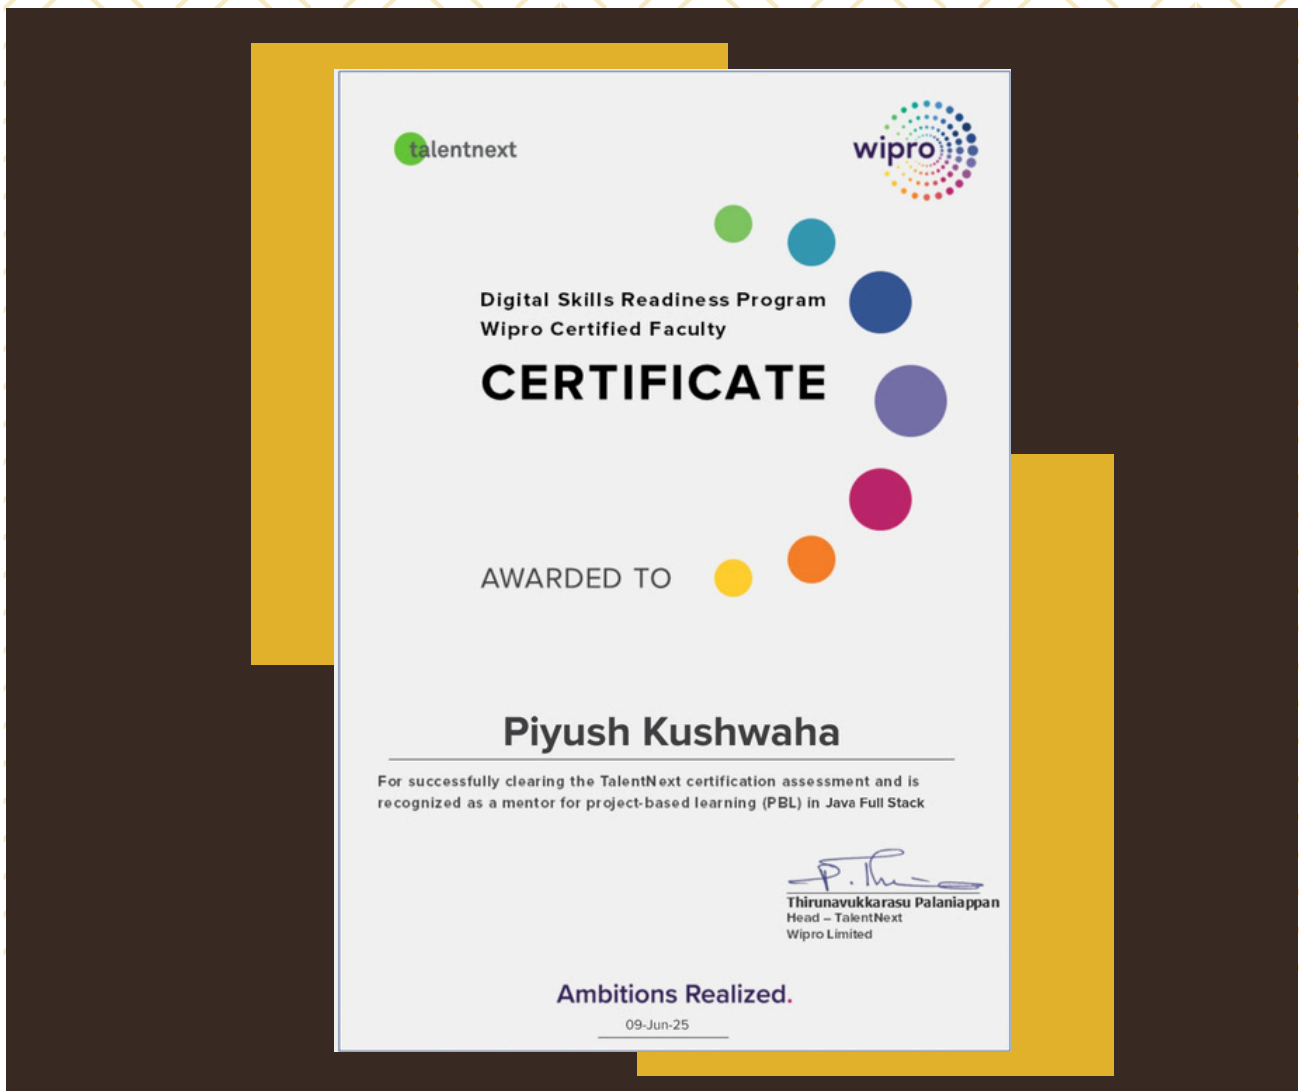 talentnext
wipro
Digital Skills Readiness Program
Wipro Certified Faculty
CERTIFICATE
AWARDED TO
Piyush Kushwaha
For successfully clearing the TalentNext certification assessment and is
recognized as a mentor for project-based learning (PBL) in Java Full Stack
P. Th
Thirunavukkarasu Palaniappan
Head – TalentNext
Wipro Limited
Ambitions Realized.
09-Jun-25